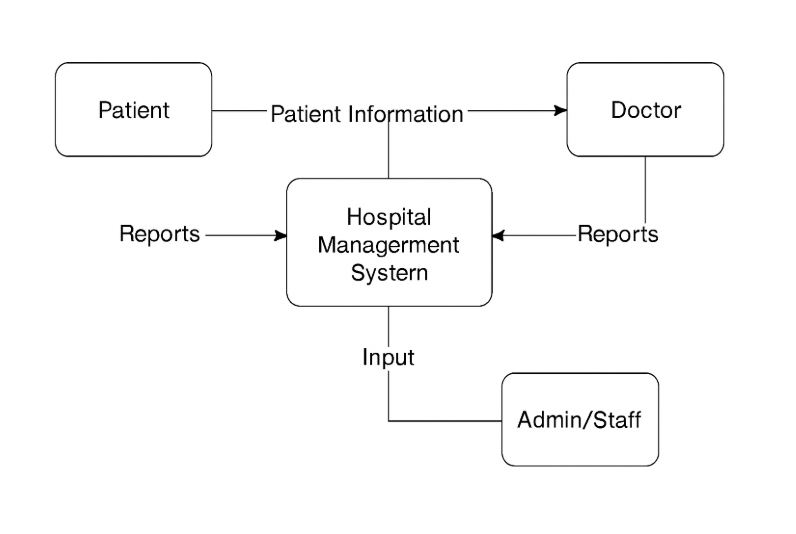 Patient
Patient Information
Doctor
Reports
Hospital
Managerment
Systern
Reports
Input
Admin/Staff